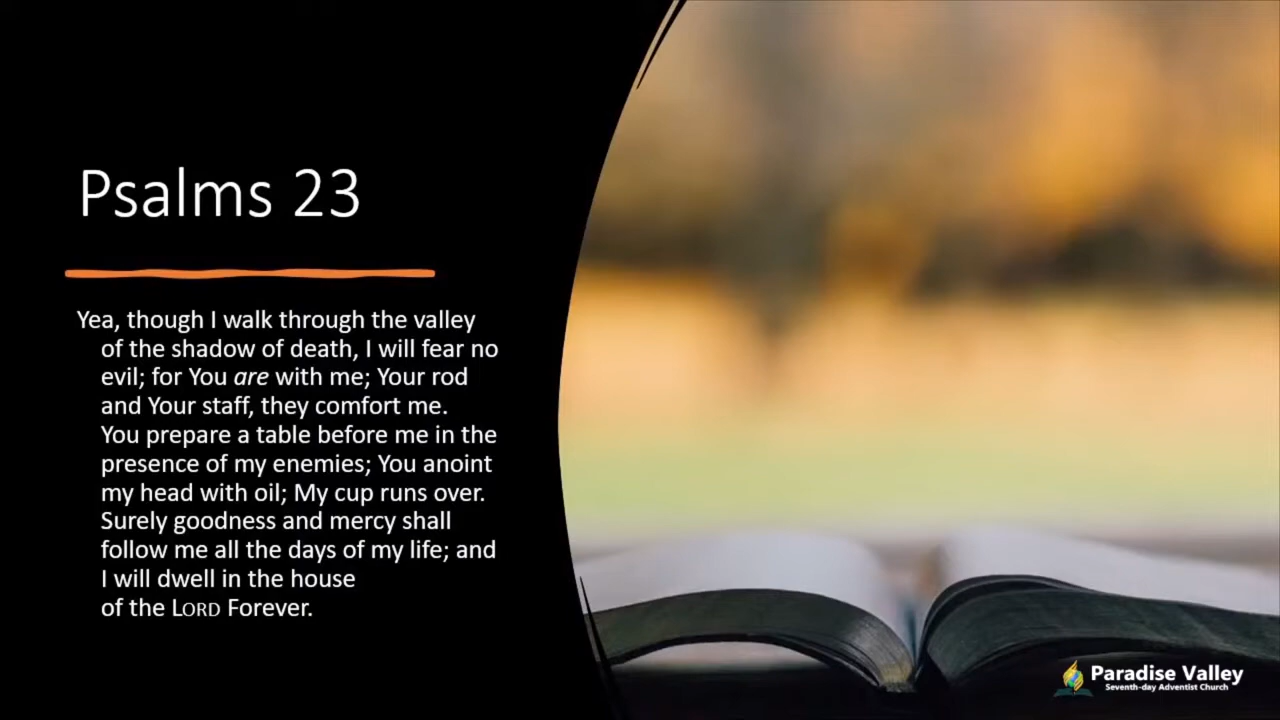 Psalms 23
Yea, though I walk through the valley
of the shadow of death, I will fear no
evil; for You are with me; Your rod
and Your staff, they comfort me.
You prepare a table before me in the
presence of my enemies; You anoint
my head with oil; My cup runs over.
Surely goodness and mercy shall
follow me all the days of my life; and
I will dwell in the house
of the LORD Forever.
Paradise Valley
Seventh-day Adventist Church